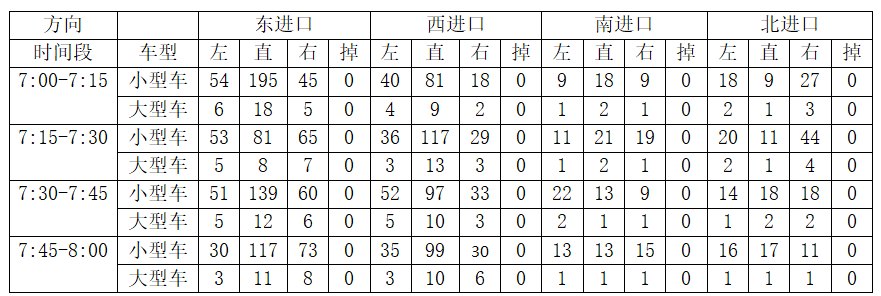 方向 东进口 西进口 南进口 北进口
时间段 车型 左 直 右 掉 左 直 右 掉 左 直 右 掉 左 直 右 掉
7:00-7:15 小型车 54 195 45 0 40 81 18 0 9 18 9 0 18 9 27 0
大型车 6 18 5 0 4 9 2 0 1 2 1 0 2 1 3 0
7:15-7:30 小型车 53 81 65 0 36 117 29 0 11 21 19 0 20 11 44 0
大型车 5 8 7 0 3 13 3 0 1 2 1 0 2 1 4 0
7:30-7:45 小型车 51 139 60 0 52 97 33 0 22 13 9 0 14 18 18 0
大型车 5 12 6 0 5 10 3 0 2 1 1 0 1 2 2 0
7:45-8:00 小型车 30 117 73 0 35 99 30 0 13 13 15 0 16 17 11 0
大型车 3 11 8 0 3 10 6 0 1 1 1 0 1 1 1 0